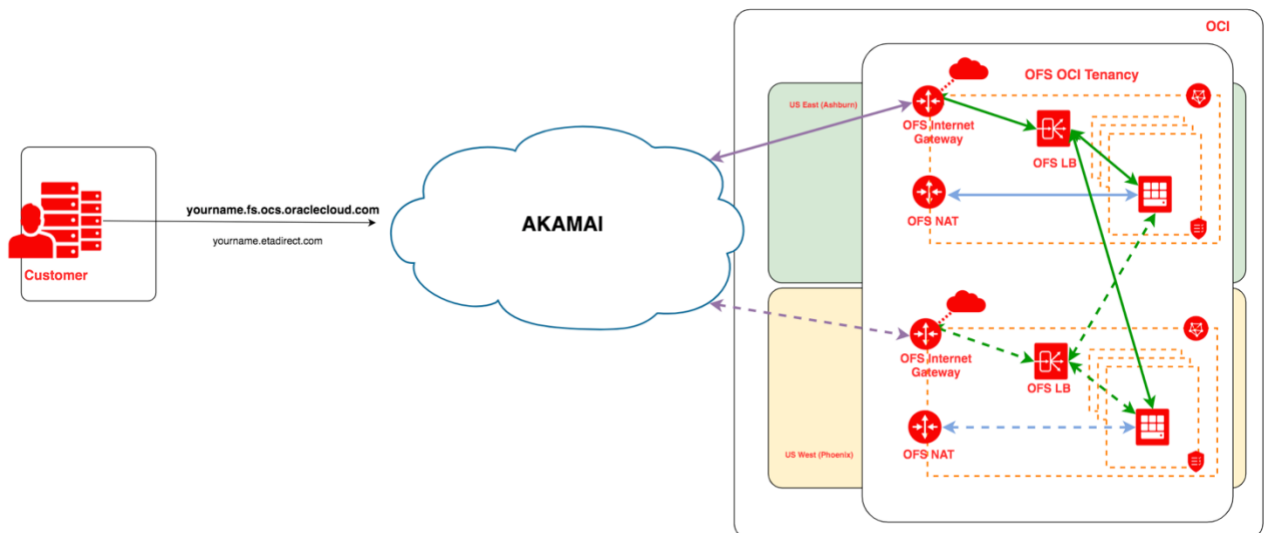 OCI
OFS OCI Tenancy
US East (Ashburn)
OFS Internet
Gateway
OFS LB
OFS NAT
yourname.fs.ocs.oraclecloud.com
yourname.etadirect.com
AKAMAI
Customer
OFS Internet
Gateway
OFS LB
OFS NAT
US West (Phoenix)